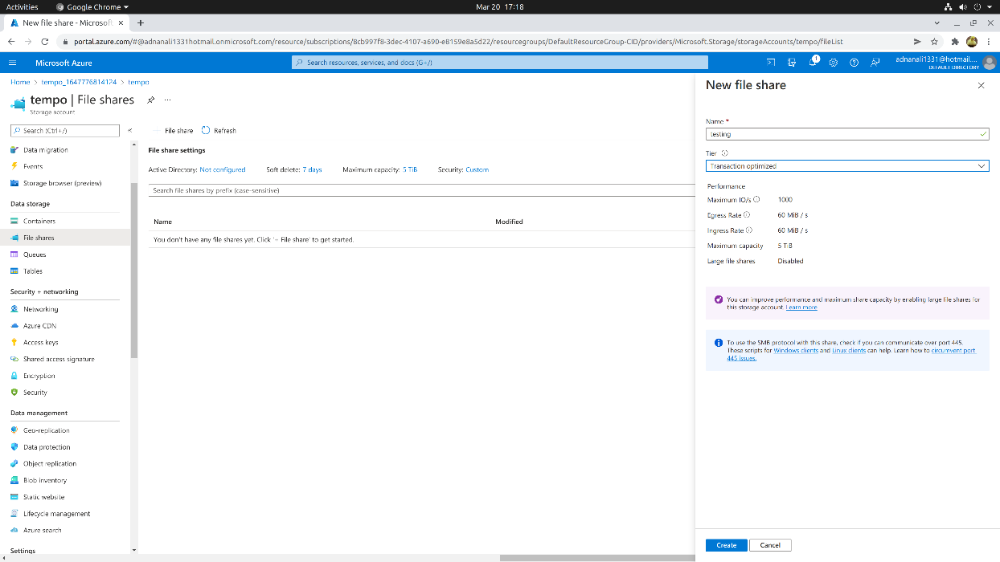 Activities
Google Chrome
Mar 20 17:18
New file share - Microsoft
portal.azure.com/#@adnanali1331hotmail.onmicrosoft.com/resource/subscriptions/8cb997f8-3dec-4107-a690-e8159e8a5d22/resourcegroups/DefaultResourceGroup-CID/providers/Microsoft.Storage/storageAccounts/tempo/fileList
Microsoft Azure
Search resources, services, and docs (G+/)
1
adnanali1331@hotmail....
DEFAULT DIRECTORY
Home > tempo_1647776814124 > tempo
tempo | File shares
Storage account
Search (Ctrl+/)
Data migration
Events
Storage browser (preview)
Data storage
Containers
File shares
Queues
Tables
Security + networking
Networking
Azure CDN
Access keys
Shared access signature
Encryption
Security
Data management
Geo-replication
Data protection
Object replication
Blob inventory
Static website
Lifecycle management
Azure search
Settings
File share
Refresh
File share settings
Active Directory: Not configured
Soft delete: 7 days
Maximum capacity: 5 TiB
Security: Custom
Search file shares by prefix (case-sensitive)
Name Modified
You don't have any file shares yet. Click '+ File share' to get started.
New file share
Name *
testing
Tier
Transaction optimized
Performance
Maximum IO/s 1000
Egress Rate 60 MiB / s
Ingress Rate 60 MiB / s
Maximum capacity 5 TiB
Large file shares Disabled
You can improve performance and maximum share capacity by enabling large file shares for
this storage account. Learn more
To use the SMB protocol with this share, check if you can communicate over port 445.
These scripts for Windows clients and Linux clients can help. Learn how to circumvent port
445 issues.
Create
Cancel